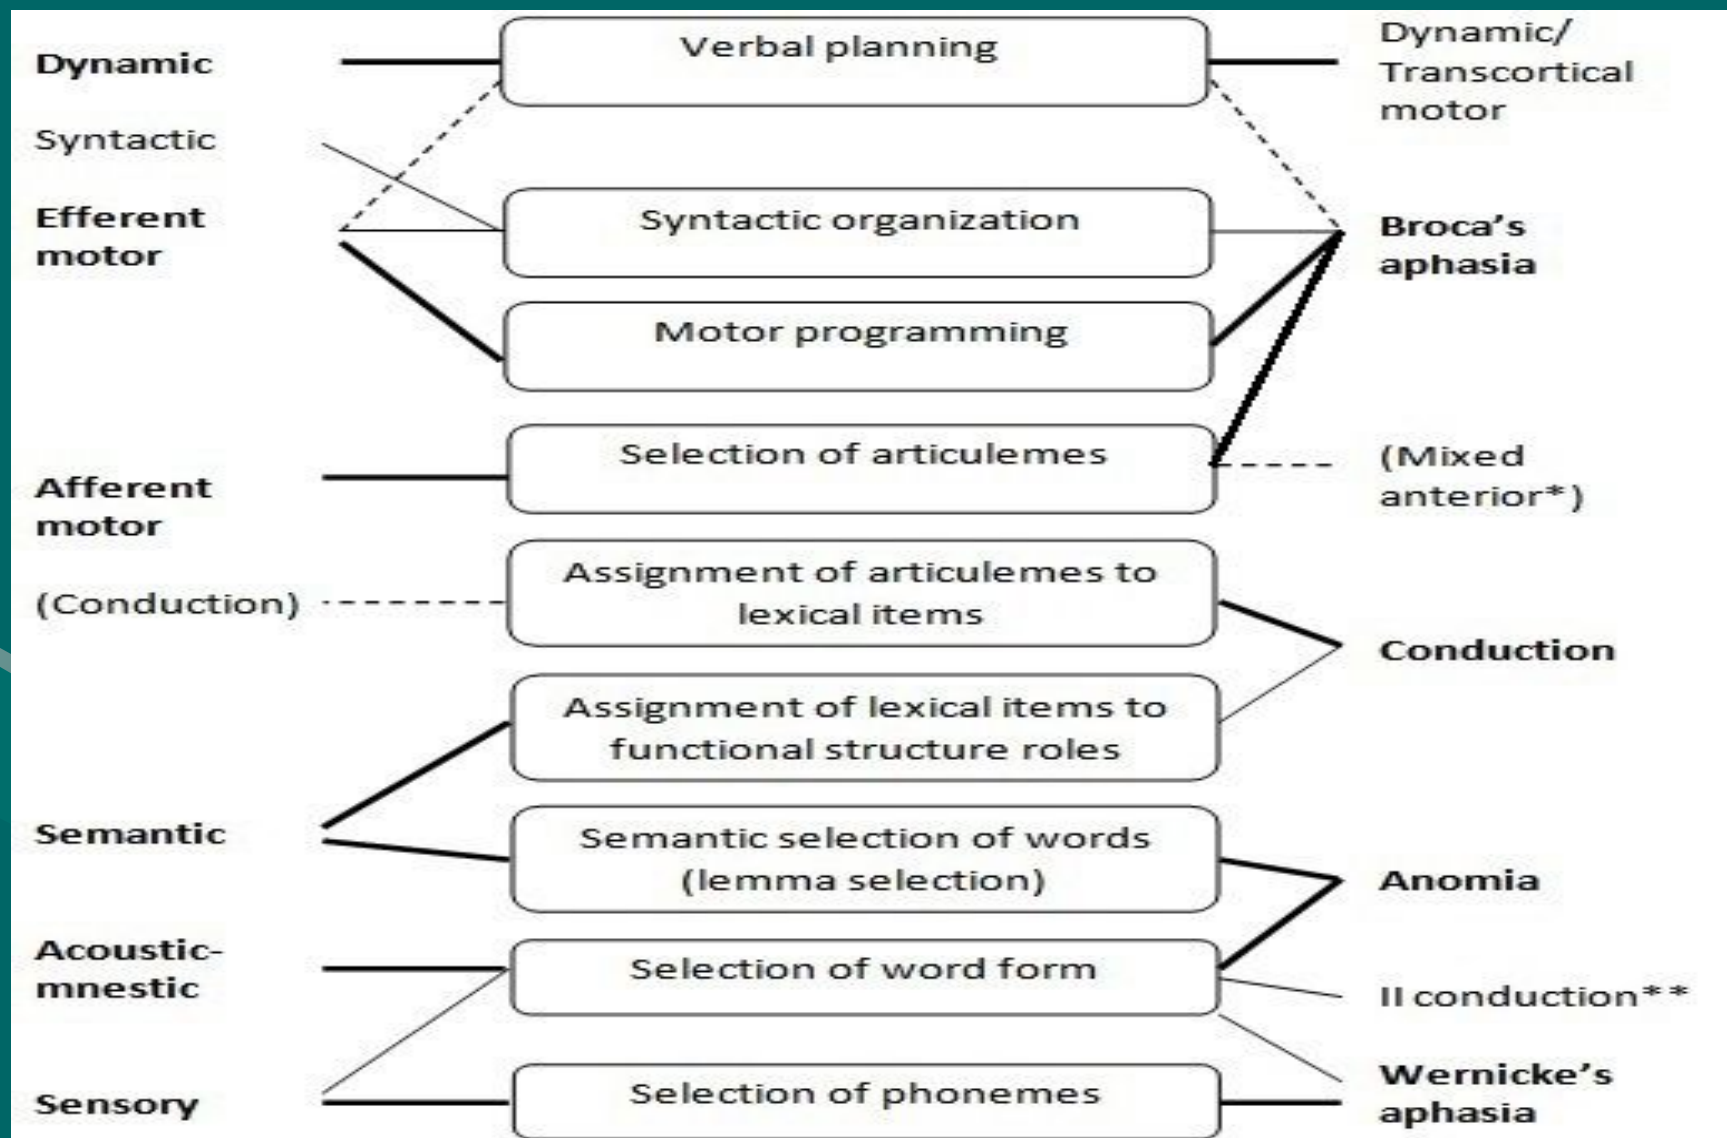 Dynamic
Syntactic
Efferent
motor
Afferent
motor
(Conduction)
Semantic
Acoustic-
mnestic
Sensory
Verbal planning
Syntactic organization
Motor programming
Selection of articulemes
Assignment of articulemes to
lexical items
Assignment of lexical items to
functional structure roles
Semantic selection of words
(lemma selection)
Selection of word form
Selection of phonemes
Dynamic/
Transcortical
motor
Broca's
aphasia
(Mixed
anterior*)
Conduction
Anomia
II conduction**
Wernicke's
aphasia